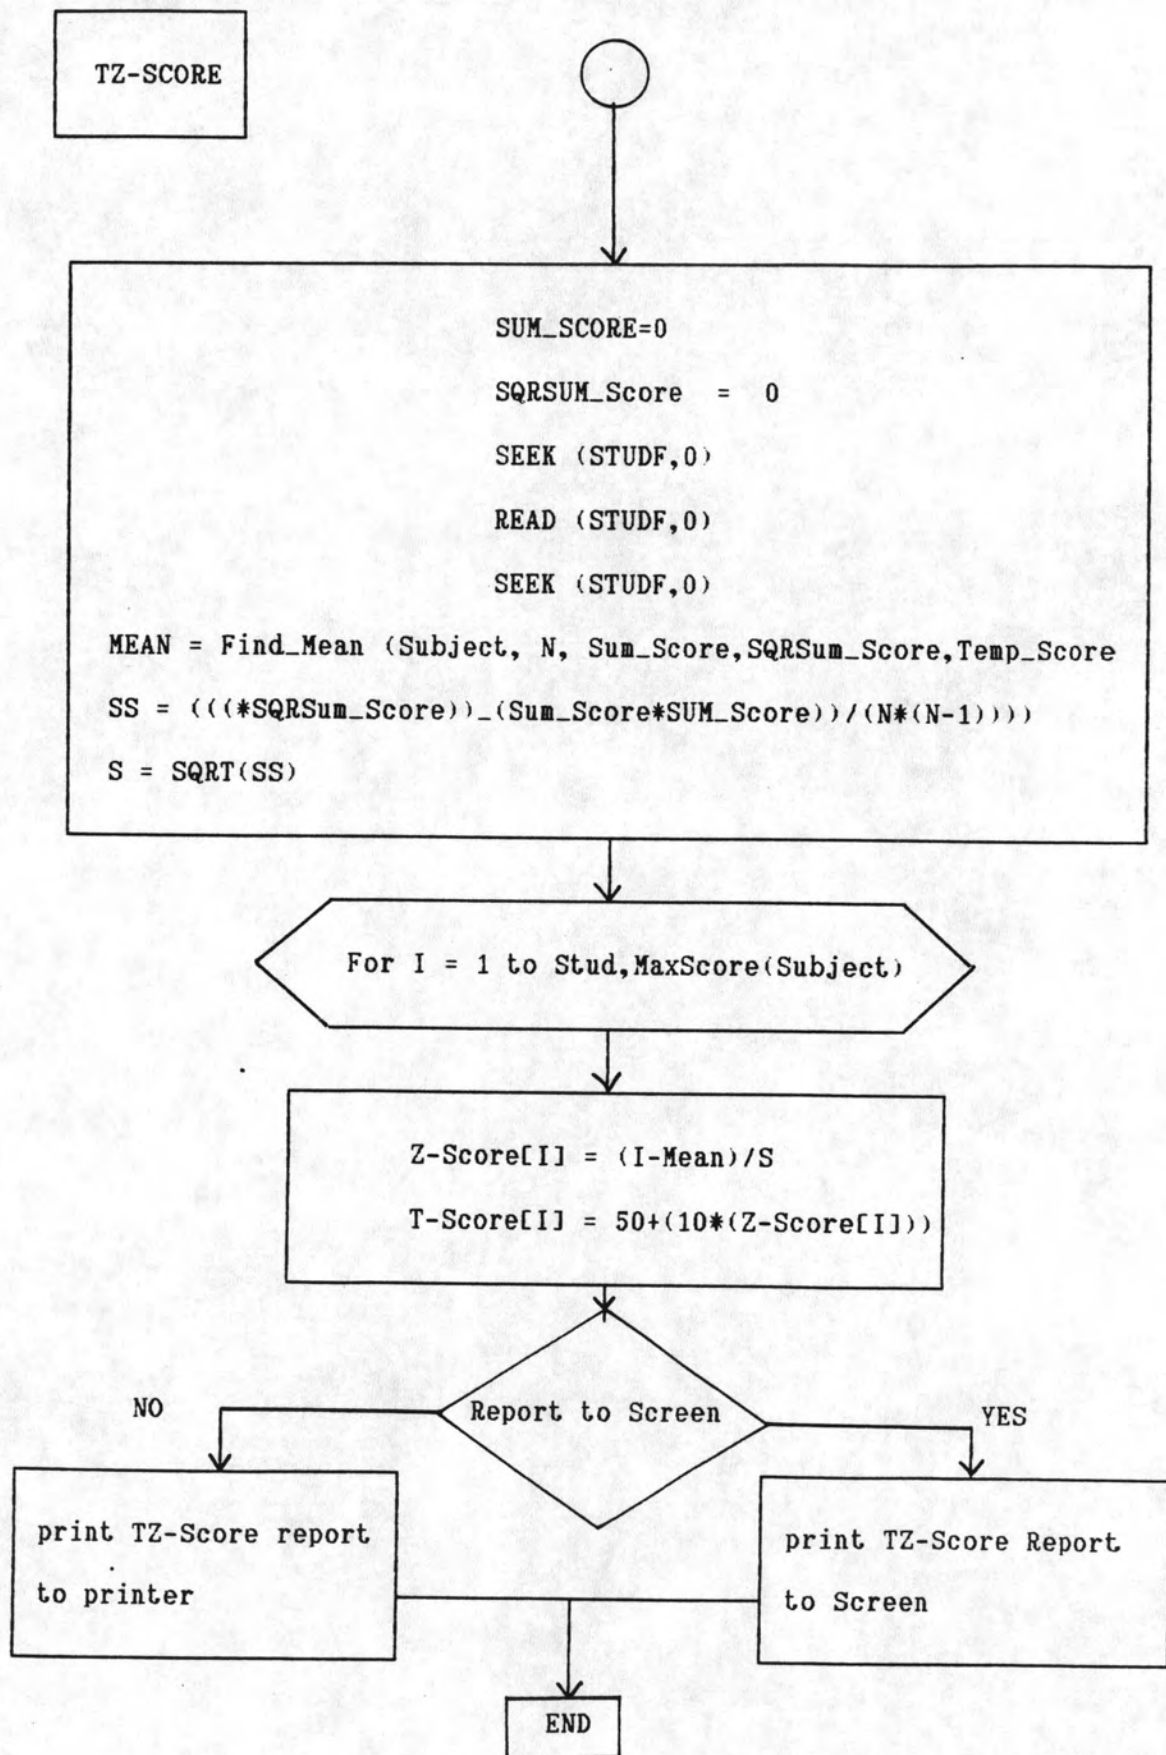 TZ-SCORE
SUM_SCORE=0
SQRSUM_Score = 0
SEEK (STUDF,0)
READ (STUDF,0)
SEEK (STUDF,0)
MEAN = Find_Mean (Subject, N, Sum_Score,SQRSum_Score,Temp_Score
SS = (((*SQRSum_Score))_(Sum_Score*SUM_Score))/(N*(N-1))))
S = SQRT(SS)
For I = 1 to Stud,MaxScore(Subject)
Z-Score[I] = (I-Mean)/S
T-Score[I] = 50+(10*(Z-Score[I]))
Report to Screen
NO
YES
print TZ-Score report
to printer
print TZ-Score Report
to Screen
END